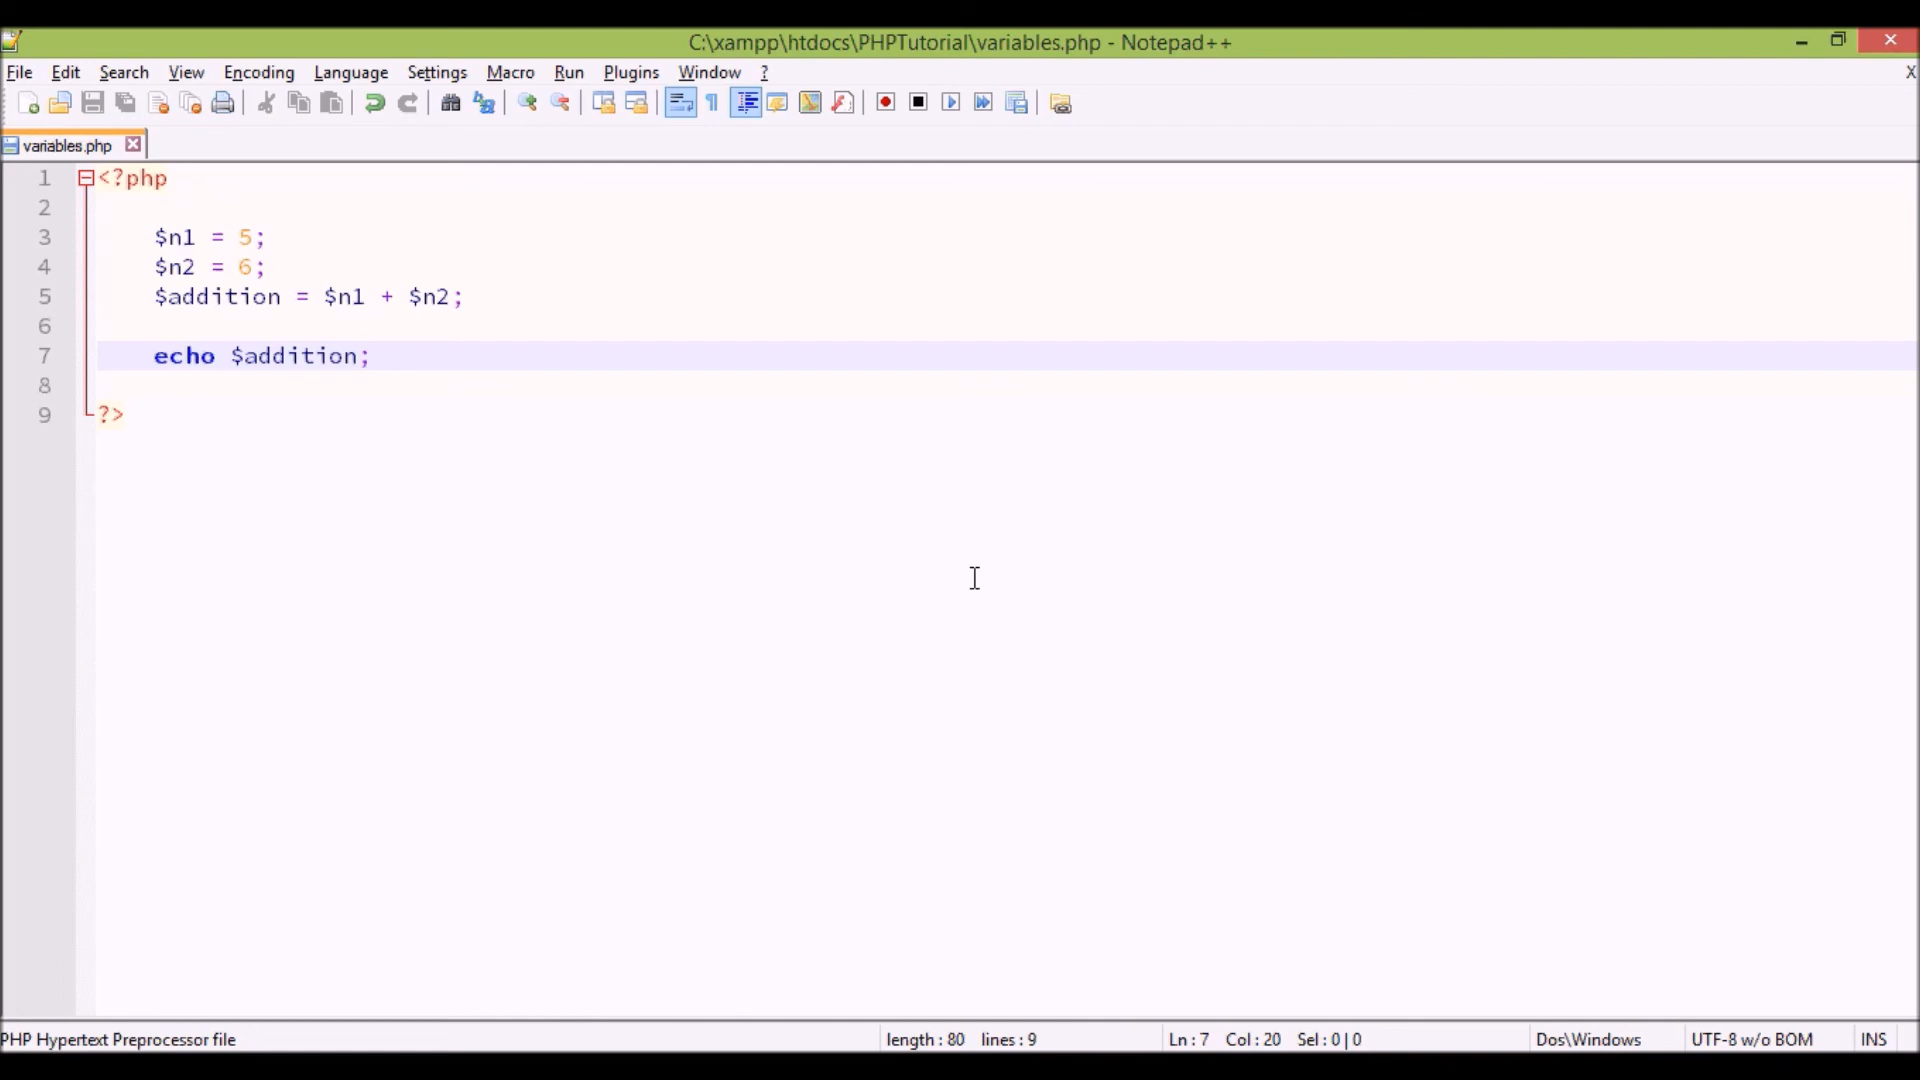 C:\xampp\htdocs\PHPTutorial\variables.php - Notepad++
File Edit Search View Encoding Language Settings Macro Run Plugins Window ? X
variables.php
1 <?php
2
3 $n1 = 5;
4 $n2 = 6;
5 $addition = $n1 + $n2;
6
7 echo $addition;
8
9 ?>
PHP Hypertext Preprocessor file length : 80 lines : 9 Ln : 7 Col : 20 Sel : 0 | 0 Dos\Windows UTF-8 w/o BOM INS